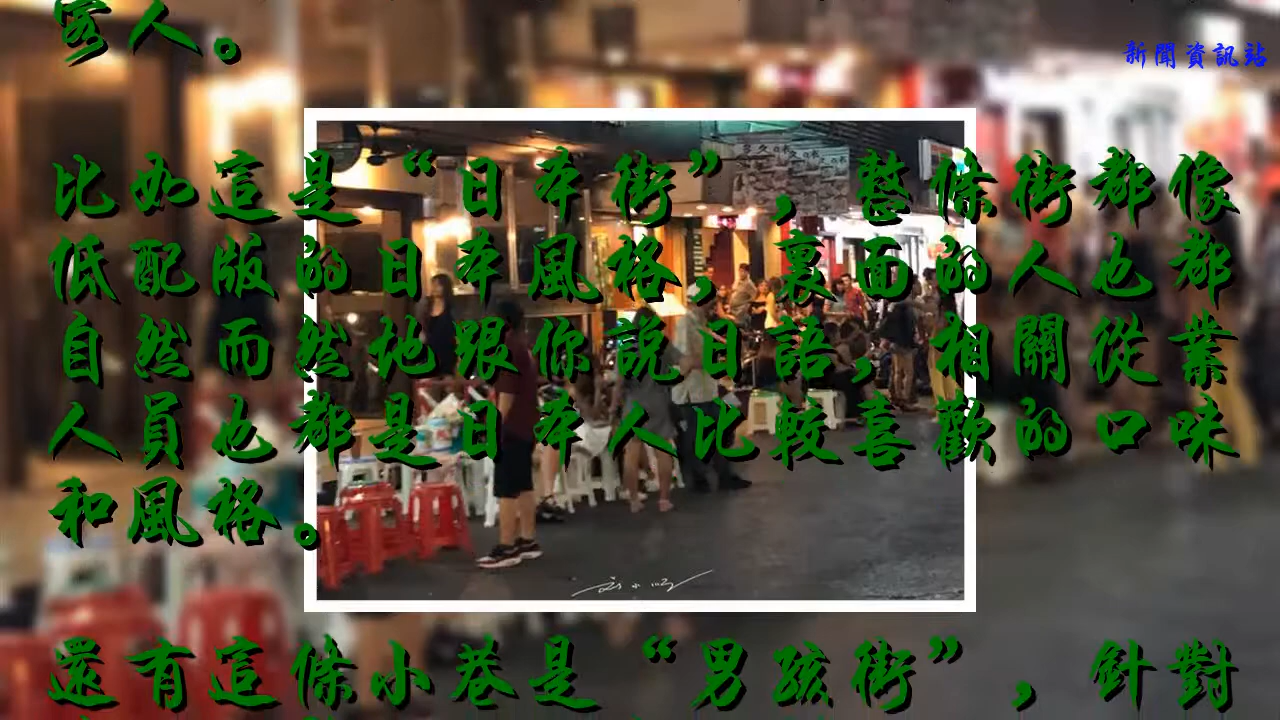 客人。
新聞資訊站
比如這是“日本街”，整條街都像
低配版的日本風格，裏面的人也都
自然而然地跟你說日語，相關從業
人員也都是日本人比較喜歡的口味
和風格。
還有這條小巷是“男孩街”，針對